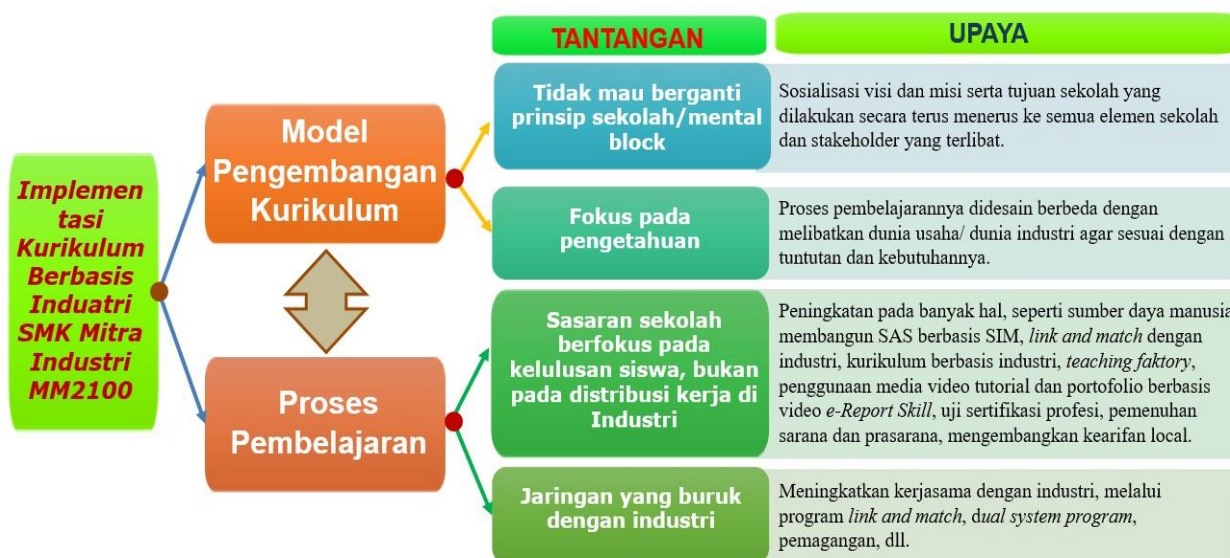 Implemen
tasi
Kurikulum
Berbasis
Induatri
SMK Mitra
Industri
MM2100
Model
Pengembangan
Kurikulum
Proses
Pembelajaran
TANTANGAN
UPAYA
Tidak mau berganti
prinsip sekolah/mental
block
Sosialisasi visi dan misi serta tujuan sekolah yang
dilakukan secara terus menerus ke semua elemen sekolah
dan stakeholder yang terlibat.
Fokus pada
pengetahuan
Proses pembelajarannya didesain berbeda dengan
melibatkan dunia usaha/ dunia industri agar sesuai dengan
tuntutan dan kebutuhannya.
Sasaran sekolah
berfokus pada
kelulusan siswa, bukan
pada distribusi kerja di
Industri
Peningkatan pada banyak hal, seperti sumber daya manusia
membangun SAS berbasis SIM, link and match dengan
industri, kurikulum berbasis industri, teaching faktory,
penggunaan media video tutorial dan portofolio berbasis
video e-Report Skill, uji sertifikasi profesi, pemenuhan
sarana dan prasarana, mengembangkan kearifan local.
Jaringan yang buruk
dengan industri
Meningkatkan kerjasama dengan industri, melalui
program link and match, dual system program,
pemagangan, dll.